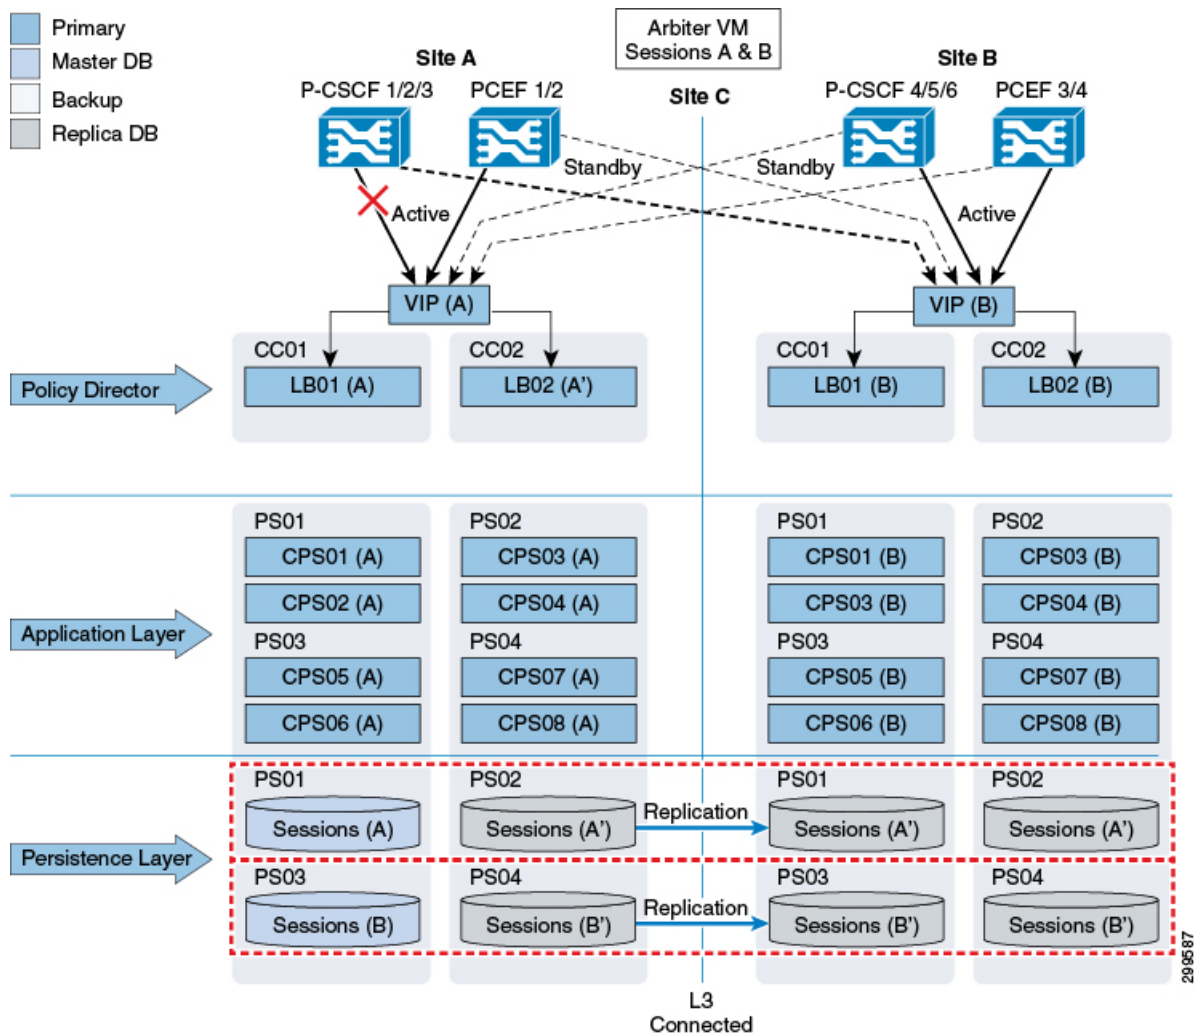 Primary
Master DB
Backup
Replica DB
Arbiter VM
Sessions A & B
Site A
Site C
Site B
P-CSCF 1/2/3
PCEF 1/2
P-CSCF 4/5/6
PCEF 3/4
Standby
Standby
Active
Active
VIP (A)
VIP (B)
Policy Director
CC01
CC02
CC01
CC02
LB01 (A)
LB02 (A')
LB01 (B)
LB02 (B)
Application Layer
PS01
PS02
PS01
PS02
CPS01 (A)
CPS03 (A)
CPS01 (B)
CPS03 (B)
CPS02 (A)
CPS04 (A)
CPS03 (B)
CPS04 (B)
PS03
PS04
PS03
PS04
CPS05 (A)
CPS07 (A)
CPS05 (B)
CPS07 (B)
CPS06 (A)
CPS08 (A)
CPS06 (B)
CPS08 (B)
Persistence Layer
PS01
PS02
PS01
PS02
Sessions (A)
Sessions (A')
Replication
Sessions (A')
Sessions (A')
PS03
PS04
PS03
PS04
Sessions (B)
Sessions (B')
Replication
Sessions (B')
Sessions (B')
L3
Connected
299587